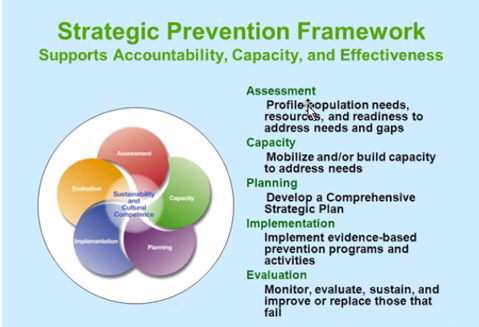 Strategic Prevention Framework
Supports Accountability, Capacity, and Effectiveness
Assessment
Profile population needs,
resources, and readiness to
address needs and gaps
Capacity
Mobilize and/or build capacity
to address needs
Planning
Develop a Comprehensive
Strategic Plan
Implementation
Implement evidence-based
prevention programs and
activities
Evaluation
Monitor, evaluate, sustain, and
improve or replace those that
fail
Assessment
Evaluation
Capacity
Sustainability
and
Cultural
Competence
Implementation
Planning